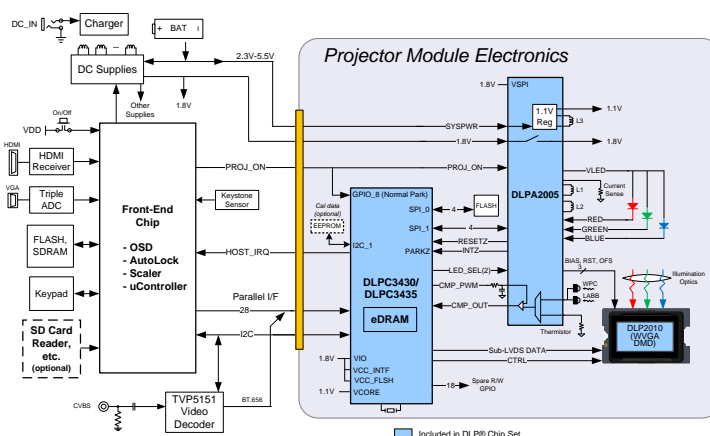 DC_IN
Charger
+ BAT
2.3V-5.5V
Projector Module Electronics
DC Supplies
Other
Supplies
1.8V
1.8V
VSPI
1.1V
Reg
L3
1.1V
On/Off
VDD
SYSPWR
1.8V
1.8V
HDMI
HDMI
Receiver
PROJ_ON
PROJ_ON
VLED
VGA
Triple
ADC
Keystone
Sensor
Front-End
Chip
- OSD
- AutoLock
- Scaler
- uController
GPIO_8 (Normal Park)
DLPA2005
Current
Sense
L1
L2
Cal data
(optional)
EEPROM
SPI_0
4
FLASH
SPI_1
4
RED
GREEN
BLUE
FLASH,
SDRAM
HOST_IRQ
I2C_1
RESETZ
PARKZ
INTZ
DLPC3430/
DLPC3435
eDRAM
LED_SEL(2)
BIAS, RST, OFS
3
Illumination
Optics
Keypad
Parallel I/F
28
CMP_PWM
CMP_OUT
WPC
LABB
Thermistor
DLP2010
(WVGA
DMD)
SD Card
Reader,
etc.
(optional)
I2C
1.8V
VIO
VCC_INTF
VCC_FLSH
1.1V
VCORE
Sub-LVDS DATA
CTRL
18
Spare R/W
GPIO
CVBS
TVP5151
Video
Decoder
BT.656
Included in DLP® Chip Set